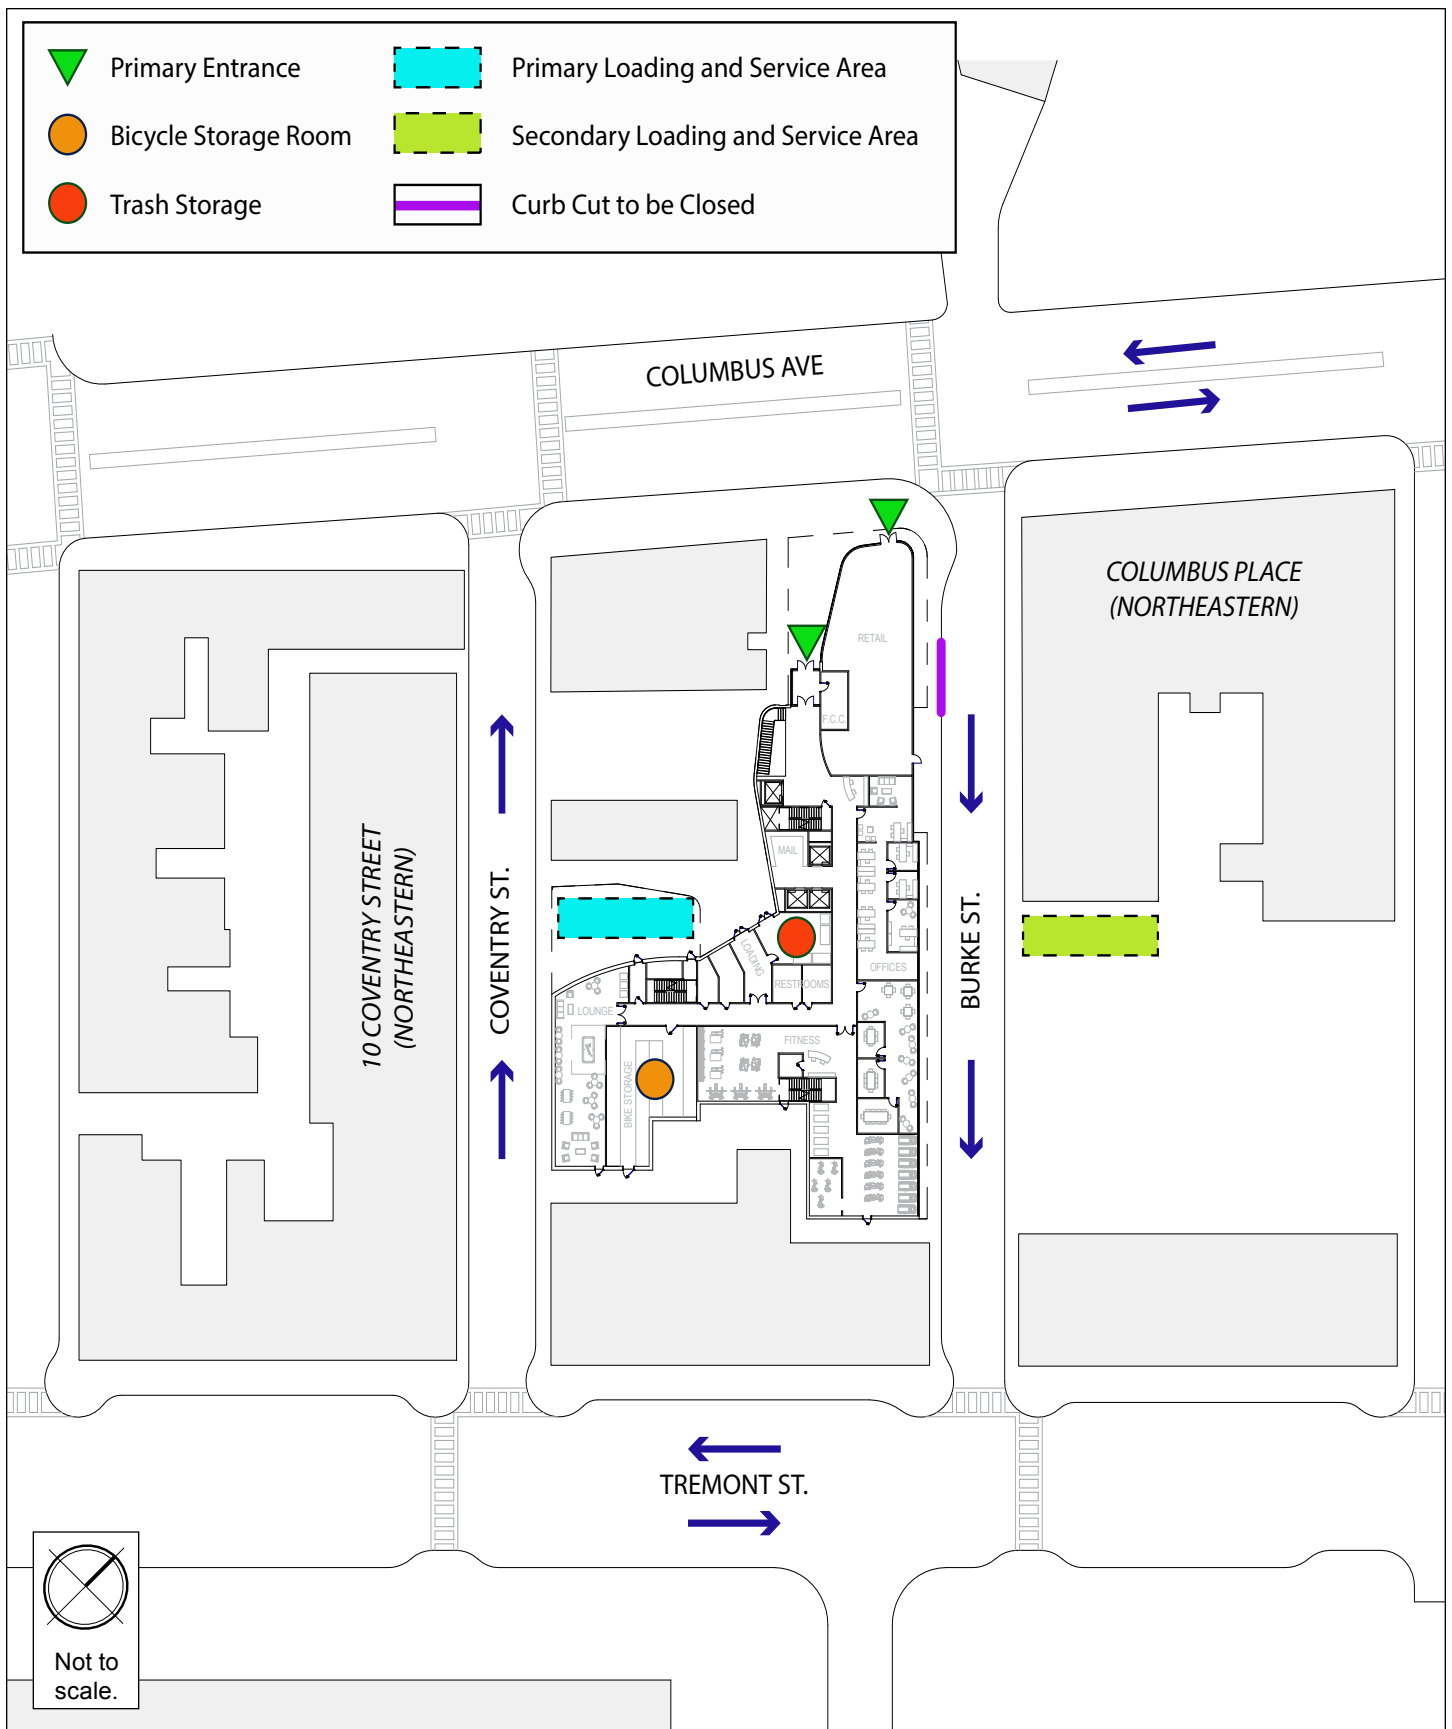 Primary Entrance
Primary Loading and Service Area
Bicycle Storage Room
Secondary Loading and Service Area
Trash Storage
Curb Cut to be Closed
COLUMBUS AVE
COLUMBUS PLACE
(NORTHEASTERN)
RETAIL
F.C.C.
MAIL
10 COVENTRY STREET
(NORTHEASTERN)
COVENTRY ST.
BURKE ST.
LOADING
OFFICES
RESTROOMS
LOUNGE
FITNESS
BIKE STORAGE
TREMONT ST.
Not to
scale.